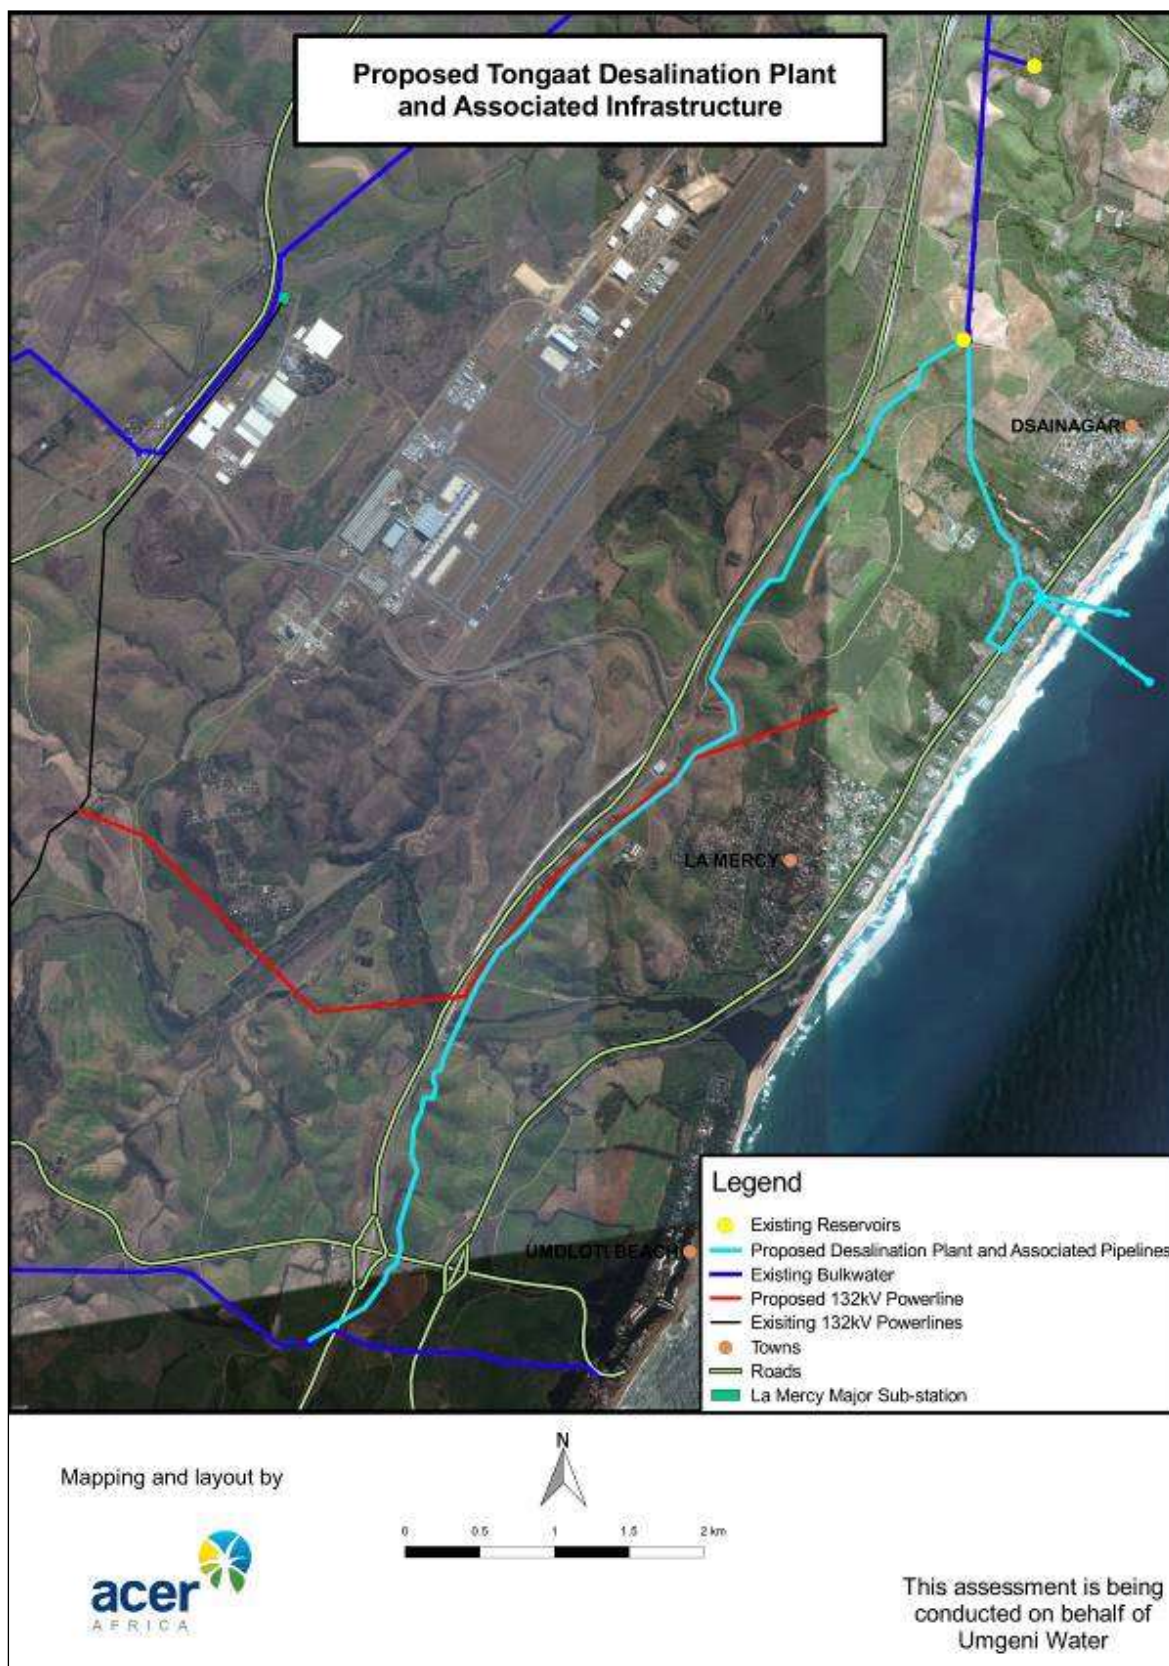 Proposed Tongaat Desalination Plant
and Associated Infrastructure
DSAINAGAR
LA MERCY
UMDLOTI BEACH
Legend
Existing Reservoirs
Proposed Desalination Plant and Associated Pipelines
Existing Bulkwater
Proposed 132kV Powerline
Exisiting 132kV Powerlines
Towns
Roads
La Mercy Major Sub-station
N
Mapping and layout by
0 0.5 1 1.5 2 km
acer
AFRICA
This assessment is being
conducted on behalf of
Umgeni Water